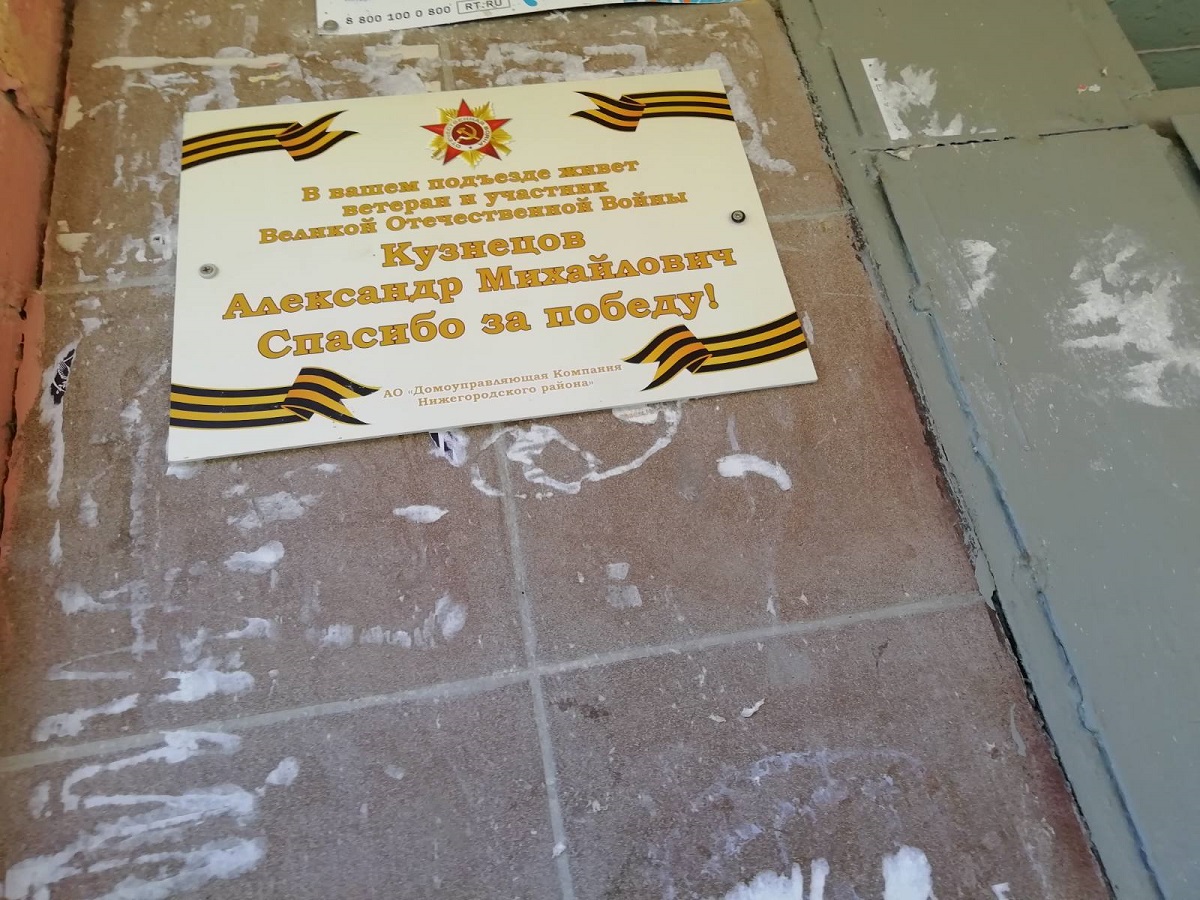 8 800 100 0 800 RT.RU
В вашем подъезде живет
ветеран и участник
Великой Отечественной Войны
Кузнецов
Александр Михайлович
Спасибо за победу!
АО «Домоуправляющая Компания
Нижегородского района»